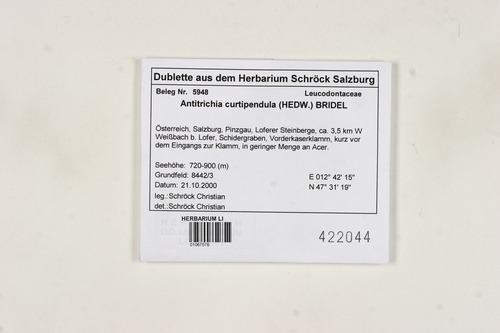 Dublette aus dem Herbarium Schröck Salzburg
Beleg Nr. 5948 Leucodontaceae
Antitrichia curtipendula (HEDW.) BRIDEL
Österreich, Salzburg, Pinzgau, Loferer Steinberge, ca. 3,5 km W
Weißbach b. Lofer, Schidergraben, Vorderkaserklamm, kurz vor
dem Eingangs zur Klamm, in geringer Menge an Acer.
Seehöhe: 720-900 (m)
Grundfeld: 8442/3 E 012° 42' 15"
Datum: 21.10.2000 N 47° 31' 19"
leg.:Schröck Christian
det.:Schröck Christian
HERBARIUM LI
01067576
422044